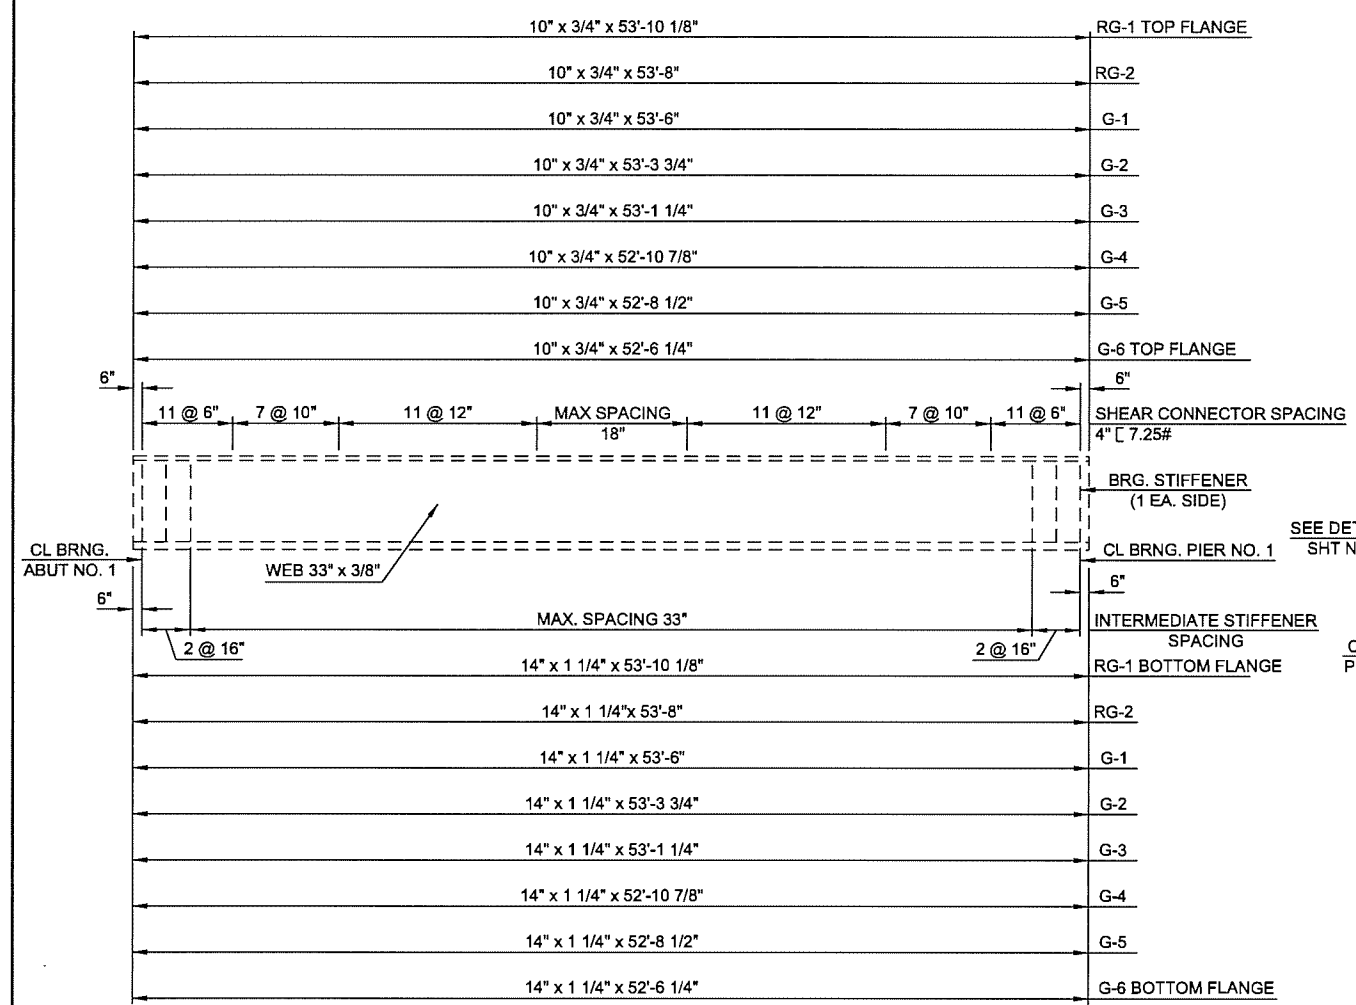 10" x 3/4" x 53'-10 1/8" RG-1 TOP FLANGE
10" x 3/4" x 53'-8" RG-2
10" x 3/4" x 53'-6" G-1
10" x 3/4" x 53'-3 3/4" G-2
10" x 3/4" x 53'-1 1/4" G-3
10" x 3/4" x 52'-10 7/8" G-4
10" x 3/4" x 52'-8 1/2" G-5
10" x 3/4" x 52'-6 1/4" G-6 TOP FLANGE
6" 6"
11 @ 6" 7 @ 10" 11 @ 12" MAX SPACING 11 @ 12" 7 @ 10" 11 @ 6" SHEAR CONNECTOR SPACING
18" 4" [ 7.25#
BRG. STIFFENER
(1 EA. SIDE)
SEE DET
SHT N
CL BRNG.
ABUT NO. 1
WEB 33" x 3/8"
CL BRNG. PIER NO. 1
6" 6"
MAX. SPACING 33" INTERMEDIATE STIFFENER
SPACING
2 @ 16" 2 @ 16"
14" x 1 1/4" x 53'-10 1/8" RG-1 BOTTOM FLANGE
14" x 1 1/4"x 53'-8" RG-2
14" x 1 1/4" x 53'-6" G-1
14" x 1 1/4" x 53'-3 3/4" G-2
14" x 1 1/4" x 53'-1 1/4" G-3
14" x 1 1/4" x 52'-10 7/8" G-4
14" x 1 1/4" x 52'-8 1/2" G-5
14" x 1 1/4" x 52'-6 1/4" G-6 BOTTOM FLANGE